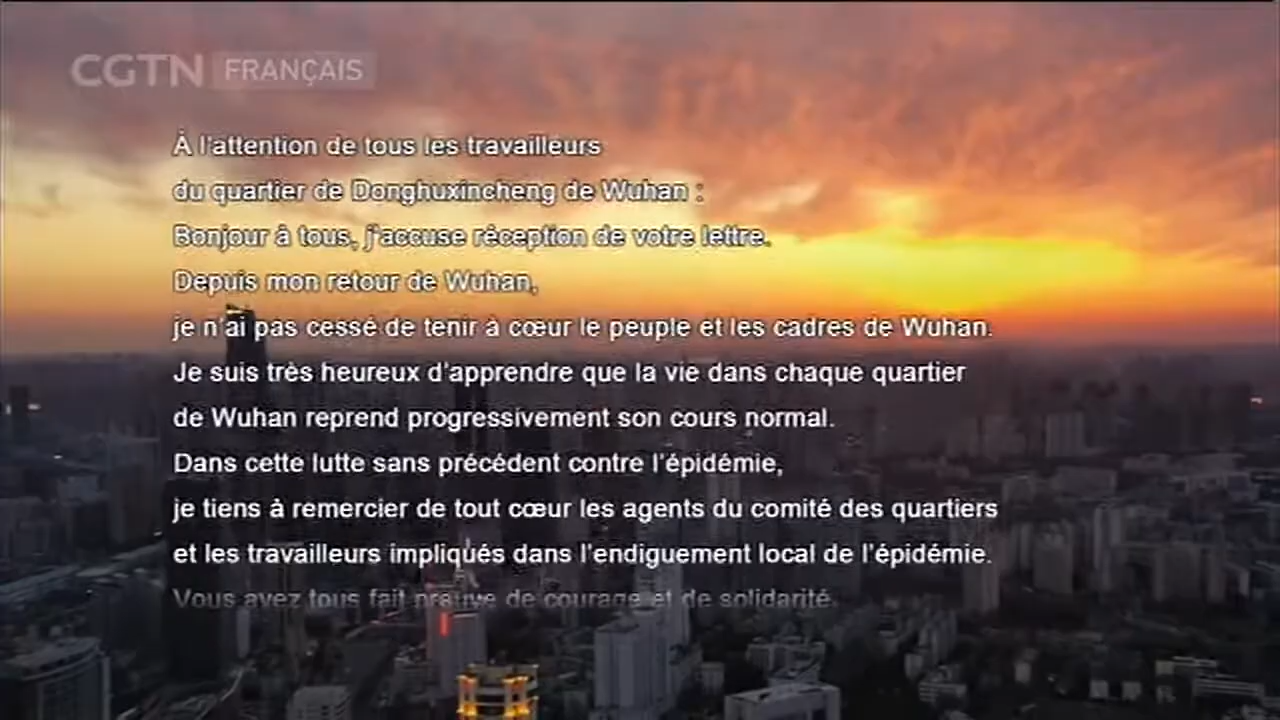 CGTN FRANÇAIS
À l'attention de tous les travailleurs
du quartier de Donghuxincheng de Wuhan :
Bonjour à tous, j'accuse réception de votre lettre.
Depuis mon retour de Wuhan,
je n'ai pas cessé de tenir à cœur le peuple et les cadres de Wuhan.
Je suis très heureux d'apprendre que la vie dans chaque quartier
de Wuhan reprend progressivement son cours normal.
Dans cette lutte sans précédent contre l'épidémie,
je tiens à remercier de tout cœur les agents du comité des quartiers
et les travailleurs impliqués dans l'endiguement local de l'épidémie.
Vous avez tous fait preuve de courage et de solidarité.